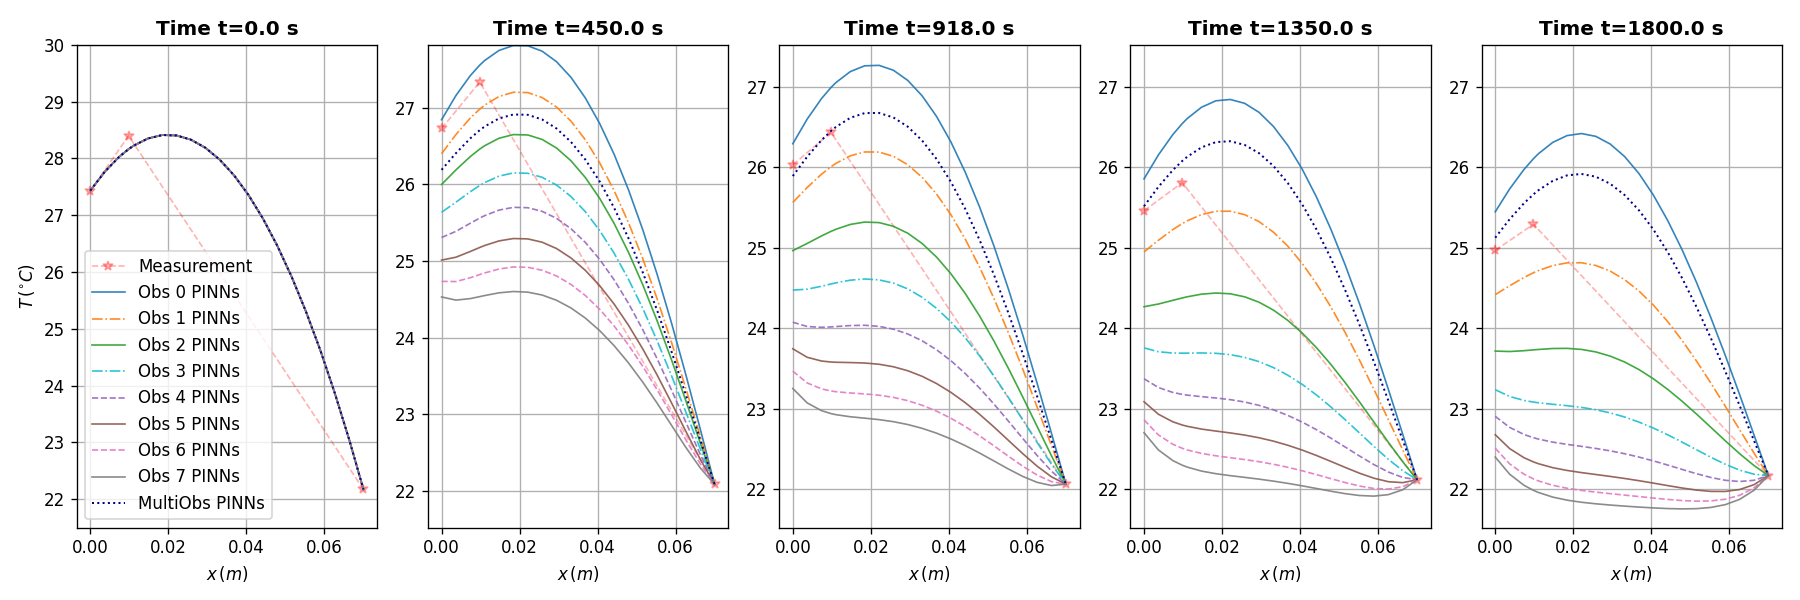 Time t=0.0 s
Time t=450.0 s
Time t=918.0 s
Time t=1350.0 s
Time t=1800.0 s
T (°C)
30
29
28
27
26
25
24
23
22
0.00 0.02 0.04 0.06
x (m)
Measurement
Obs 0 PINNs
Obs 1 PINNs
Obs 2 PINNs
Obs 3 PINNs
Obs 4 PINNs
Obs 5 PINNs
Obs 6 PINNs
Obs 7 PINNs
MultiObs PINNs
27
26
25
24
23
22
0.00 0.02 0.04 0.06
x (m)
27
26
25
24
23
22
0.00 0.02 0.04 0.06
x (m)
27
26
25
24
23
22
0.00 0.02 0.04 0.06
x (m)
27
26
25
24
23
22
0.00 0.02 0.04 0.06
x (m)